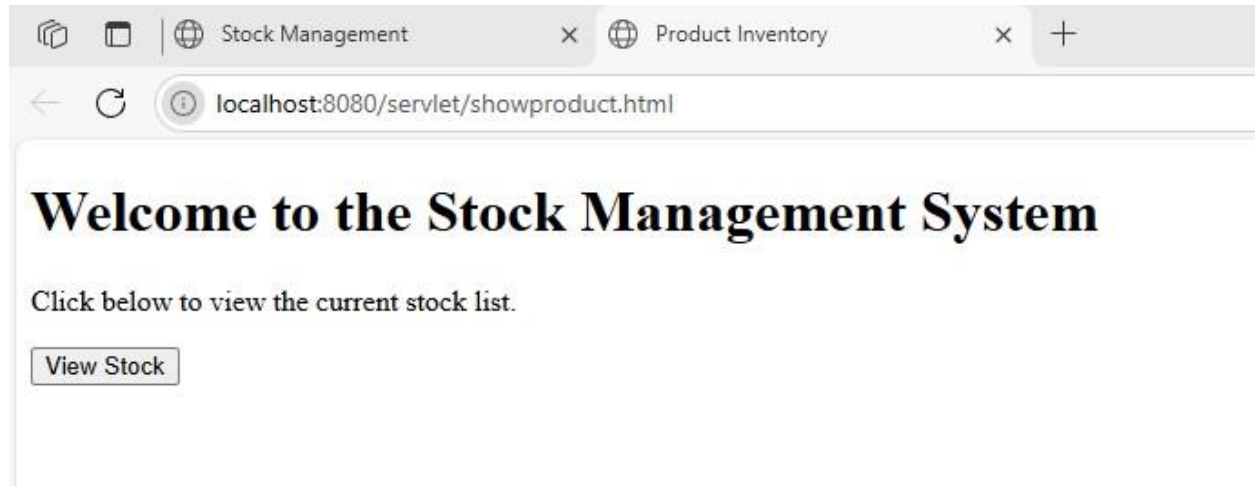 Stock Management
Product Inventory
localhost:8080/servlet/showproduct.html
Welcome to the Stock Management System
Click below to view the current stock list.
View Stock